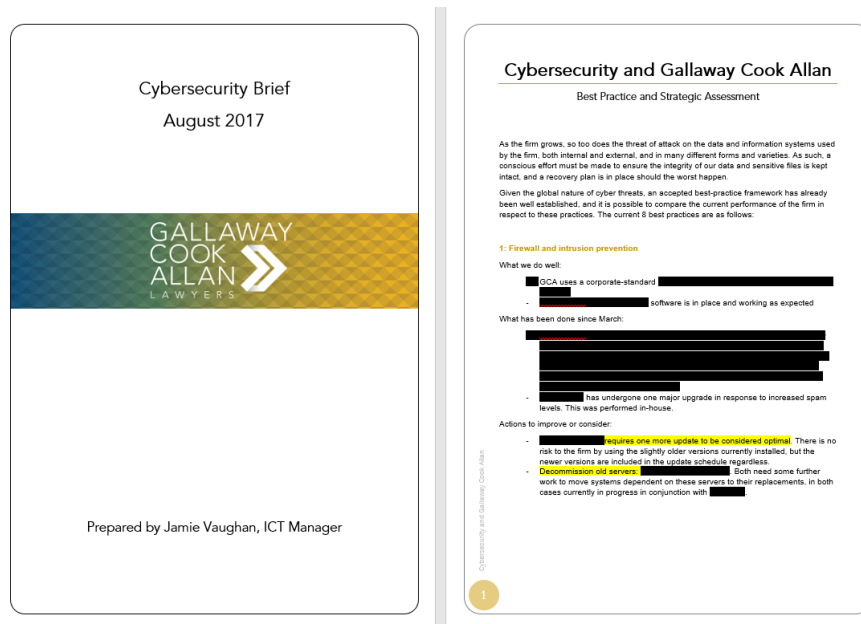 Cybersecurity Brief
August 2017
GALLAWAY
COOK
ALLAN
LAWYERS
Prepared by Jamie Vaughan, ICT Manager
Cybersecurity and Gallaway Cook Allan
Best Practice and Strategic Assessment
As the firm grows, so too does the threat of attack on the data and information systems used
by the firm, both internal and external, and in many different forms and varieties. As such, a
conscious effort must be made to ensure the integrity of our data and sensitive files is kept
intact, and a recovery plan is in place should the worst happen.
Given the global nature of cyber threats, an accepted best-practice framework has already
been well established, and it is possible to compare the current performance of the firm in
respect to these practices. The current 8 best practices are as follows:
1: Firewall and intrusion prevention
What we do well:
GCA uses a corporate-standard
- software is in place and working as expected
What has been done since March:
- has undergone one major upgrade in response to increased spam
levels. This was performed in-house.
Actions to improve or consider:
- requires one more update to be considered optimal. There is no
risk to the firm by using the slightly older versions currently installed, but the
newer versions are included in the update schedule regardless.
- Decommission old servers: . Both need some further
work to move systems dependent on these servers to their replacements, in both
cases currently in progress in conjunction with .
Cybersecurity and Gallaway Cook Allan
1